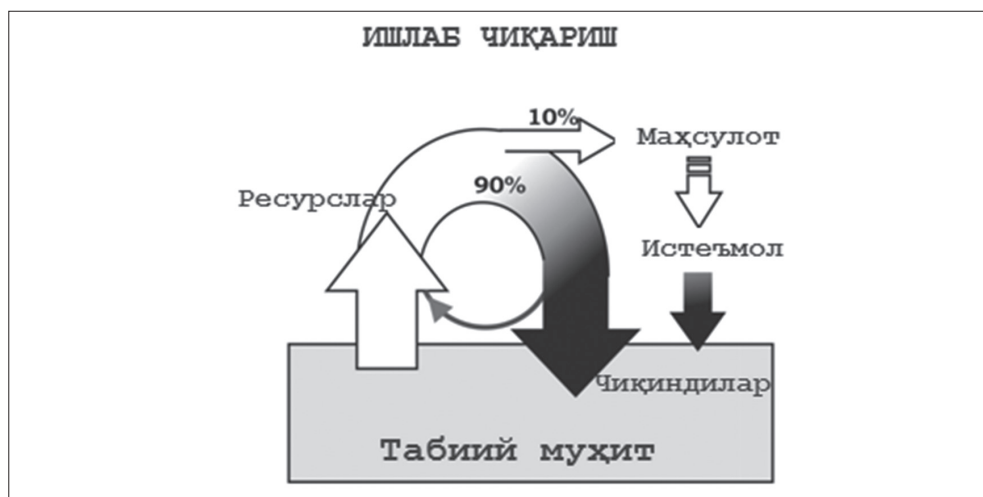 ИШЛАБ ЧИҚАРИШ
10%
Маҳсулот
90%
Ресурслар
Истеъмол
Чиқиндилар
Табиий муҳит